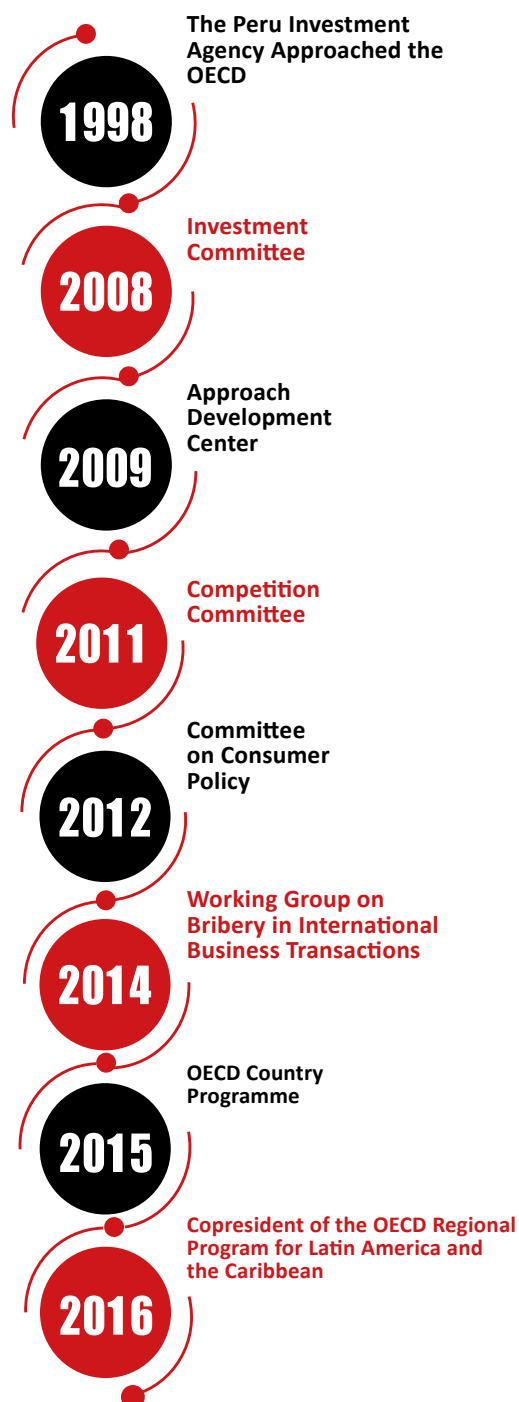 The Peru Investment
Agency Approached the
OECD
1998
Investment
Committee
2008
Approach
Development
Center
2009
Competition
Committee
2011
Committee
on Consumer
Policy
2012
Working Group on
Bribery in International
Business Transactions
2014
OECD Country
Programme
2015
Copresident of the OECD Regional
Program for Latin America and
the Caribbean
2016